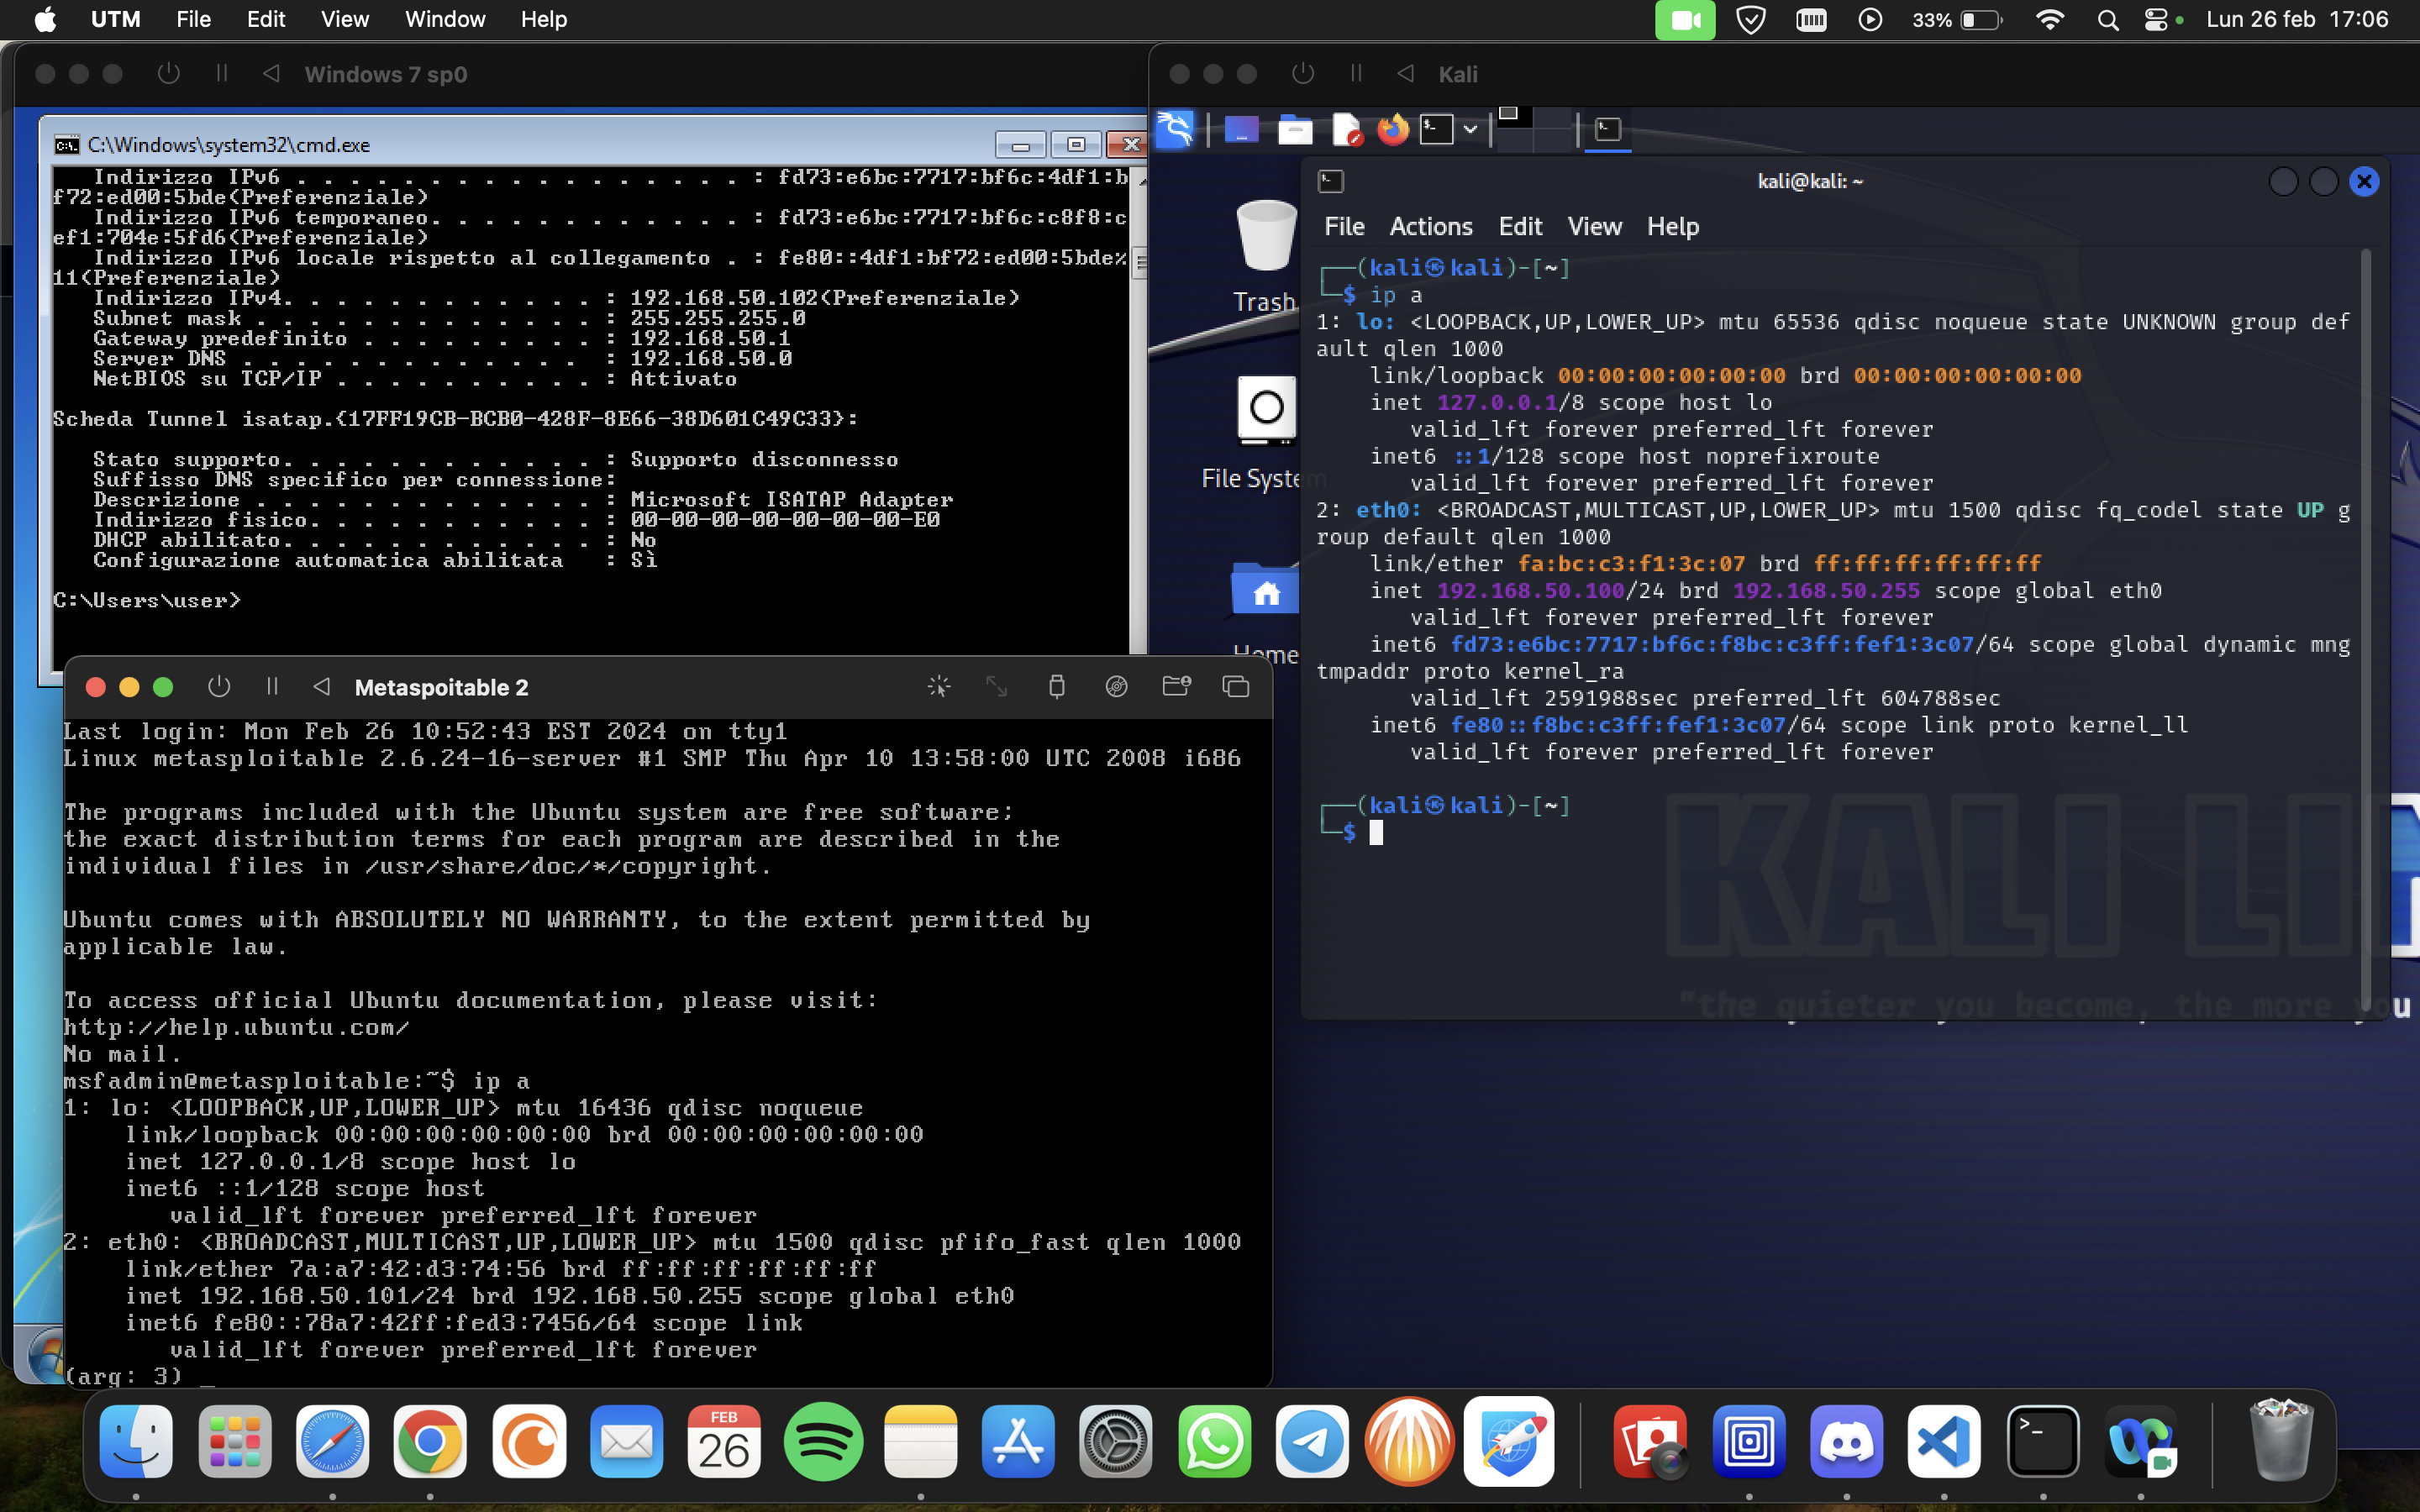 UTM File Edit View Window Help 33% Lun 26 feb 17:06
Windows 7 sp0
C:\Windows\system32\cmd.exe
Indirizzo IPv6 . . . . . . . . . . . . . . . . . : fd73:e6bc:7717:bf6c:4df1:b
f72:ed00:5bde(Preferenziale)
Indirizzo IPv6 temporaneo. . . . . . . . . . . . : fd73:e6bc:7717:bf6c:c8f8:c
ef1:704e:5fd6(Preferenziale)
Indirizzo IPv6 locale rispetto al collegamento . : fe80::4df1:bf72:ed00:5bde%
11(Preferenziale)
Indirizzo IPv4. . . . . . . . . . . . : 192.168.50.102(Preferenziale)
Subnet mask . . . . . . . . . . . . . : 255.255.255.0
Gateway predefinito . . . . . . . . . : 192.168.50.1
Server DNS . . . . . . . . . . . . . : 192.168.50.0
NetBIOS su TCP/IP . . . . . . . . . . : Attivato
Scheda Tunnel isatap.{17FF19CB-BCB0-428F-8E66-38D601C49C33}:
Stato supporto. . . . . . . . . . . . : Supporto disconnesso
Suffisso DNS specifico per connessione:
Descrizione . . . . . . . . . . . . . : Microsoft ISATAP Adapter
Indirizzo fisico. . . . . . . . . . . : 00-00-00-00-00-00-00-E0
DHCP abilitato. . . . . . . . . . . . : No
Configurazione automatica abilitata : Sì
C:\Users\user>
Kali
Trash
File System
Home
kali@kali: ~
File Actions Edit View Help
(kali㉿kali)-[~]
$ ip a
1: lo: <LOOPBACK,UP,LOWER_UP> mtu 65536 qdisc noqueue state UNKNOWN group def
ault qlen 1000
link/loopback 00:00:00:00:00:00 brd 00:00:00:00:00:00
inet 127.0.0.1/8 scope host lo
valid_lft forever preferred_lft forever
inet6 ::1/128 scope host noprefixroute
valid_lft forever preferred_lft forever
2: eth0: <BROADCAST,MULTICAST,UP,LOWER_UP> mtu 1500 qdisc fq_codel state UP g
roup default qlen 1000
link/ether fa:bc:c3:f1:3c:07 brd ff:ff:ff:ff:ff:ff
inet 192.168.50.100/24 brd 192.168.50.255 scope global eth0
valid_lft forever preferred_lft forever
inet6 fd73:e6bc:7717:bf6c:f8bc:c3ff:fef1:3c07/64 scope global dynamic mng
tmpaddr proto kernel_ra
valid_lft 2591988sec preferred_lft 604788sec
inet6 fe80::f8bc:c3ff:fef1:3c07/64 scope link proto kernel_ll
valid_lft forever preferred_lft forever
(kali㉿kali)-[~]
$
KALI LI
"the quieter you become, the more you
Metaspoitable 2
Last login: Mon Feb 26 10:52:43 EST 2024 on tty1
Linux metasploitable 2.6.24-16-server #1 SMP Thu Apr 10 13:58:00 UTC 2008 i686
The programs included with the Ubuntu system are free software;
the exact distribution terms for each program are described in the
individual files in /usr/share/doc/*/copyright.
Ubuntu comes with ABSOLUTELY NO WARRANTY, to the extent permitted by
applicable law.
To access official Ubuntu documentation, please visit:
http://help.ubuntu.com/
No mail.
msfadmin@metasploitable:~$ ip a
1: lo: <LOOPBACK,UP,LOWER_UP> mtu 16436 qdisc noqueue
link/loopback 00:00:00:00:00:00 brd 00:00:00:00:00:00
inet 127.0.0.1/8 scope host lo
inet6 ::1/128 scope host
valid_lft forever preferred_lft forever
2: eth0: <BROADCAST,MULTICAST,UP,LOWER_UP> mtu 1500 qdisc pfifo_fast qlen 1000
link/ether 7a:a7:42:d3:74:56 brd ff:ff:ff:ff:ff:ff
inet 192.168.50.101/24 brd 192.168.50.255 scope global eth0
inet6 fe80::78a7:42ff:fed3:7456/64 scope link
valid_lft forever preferred_lft forever
(arg: 3) _
FEB
26